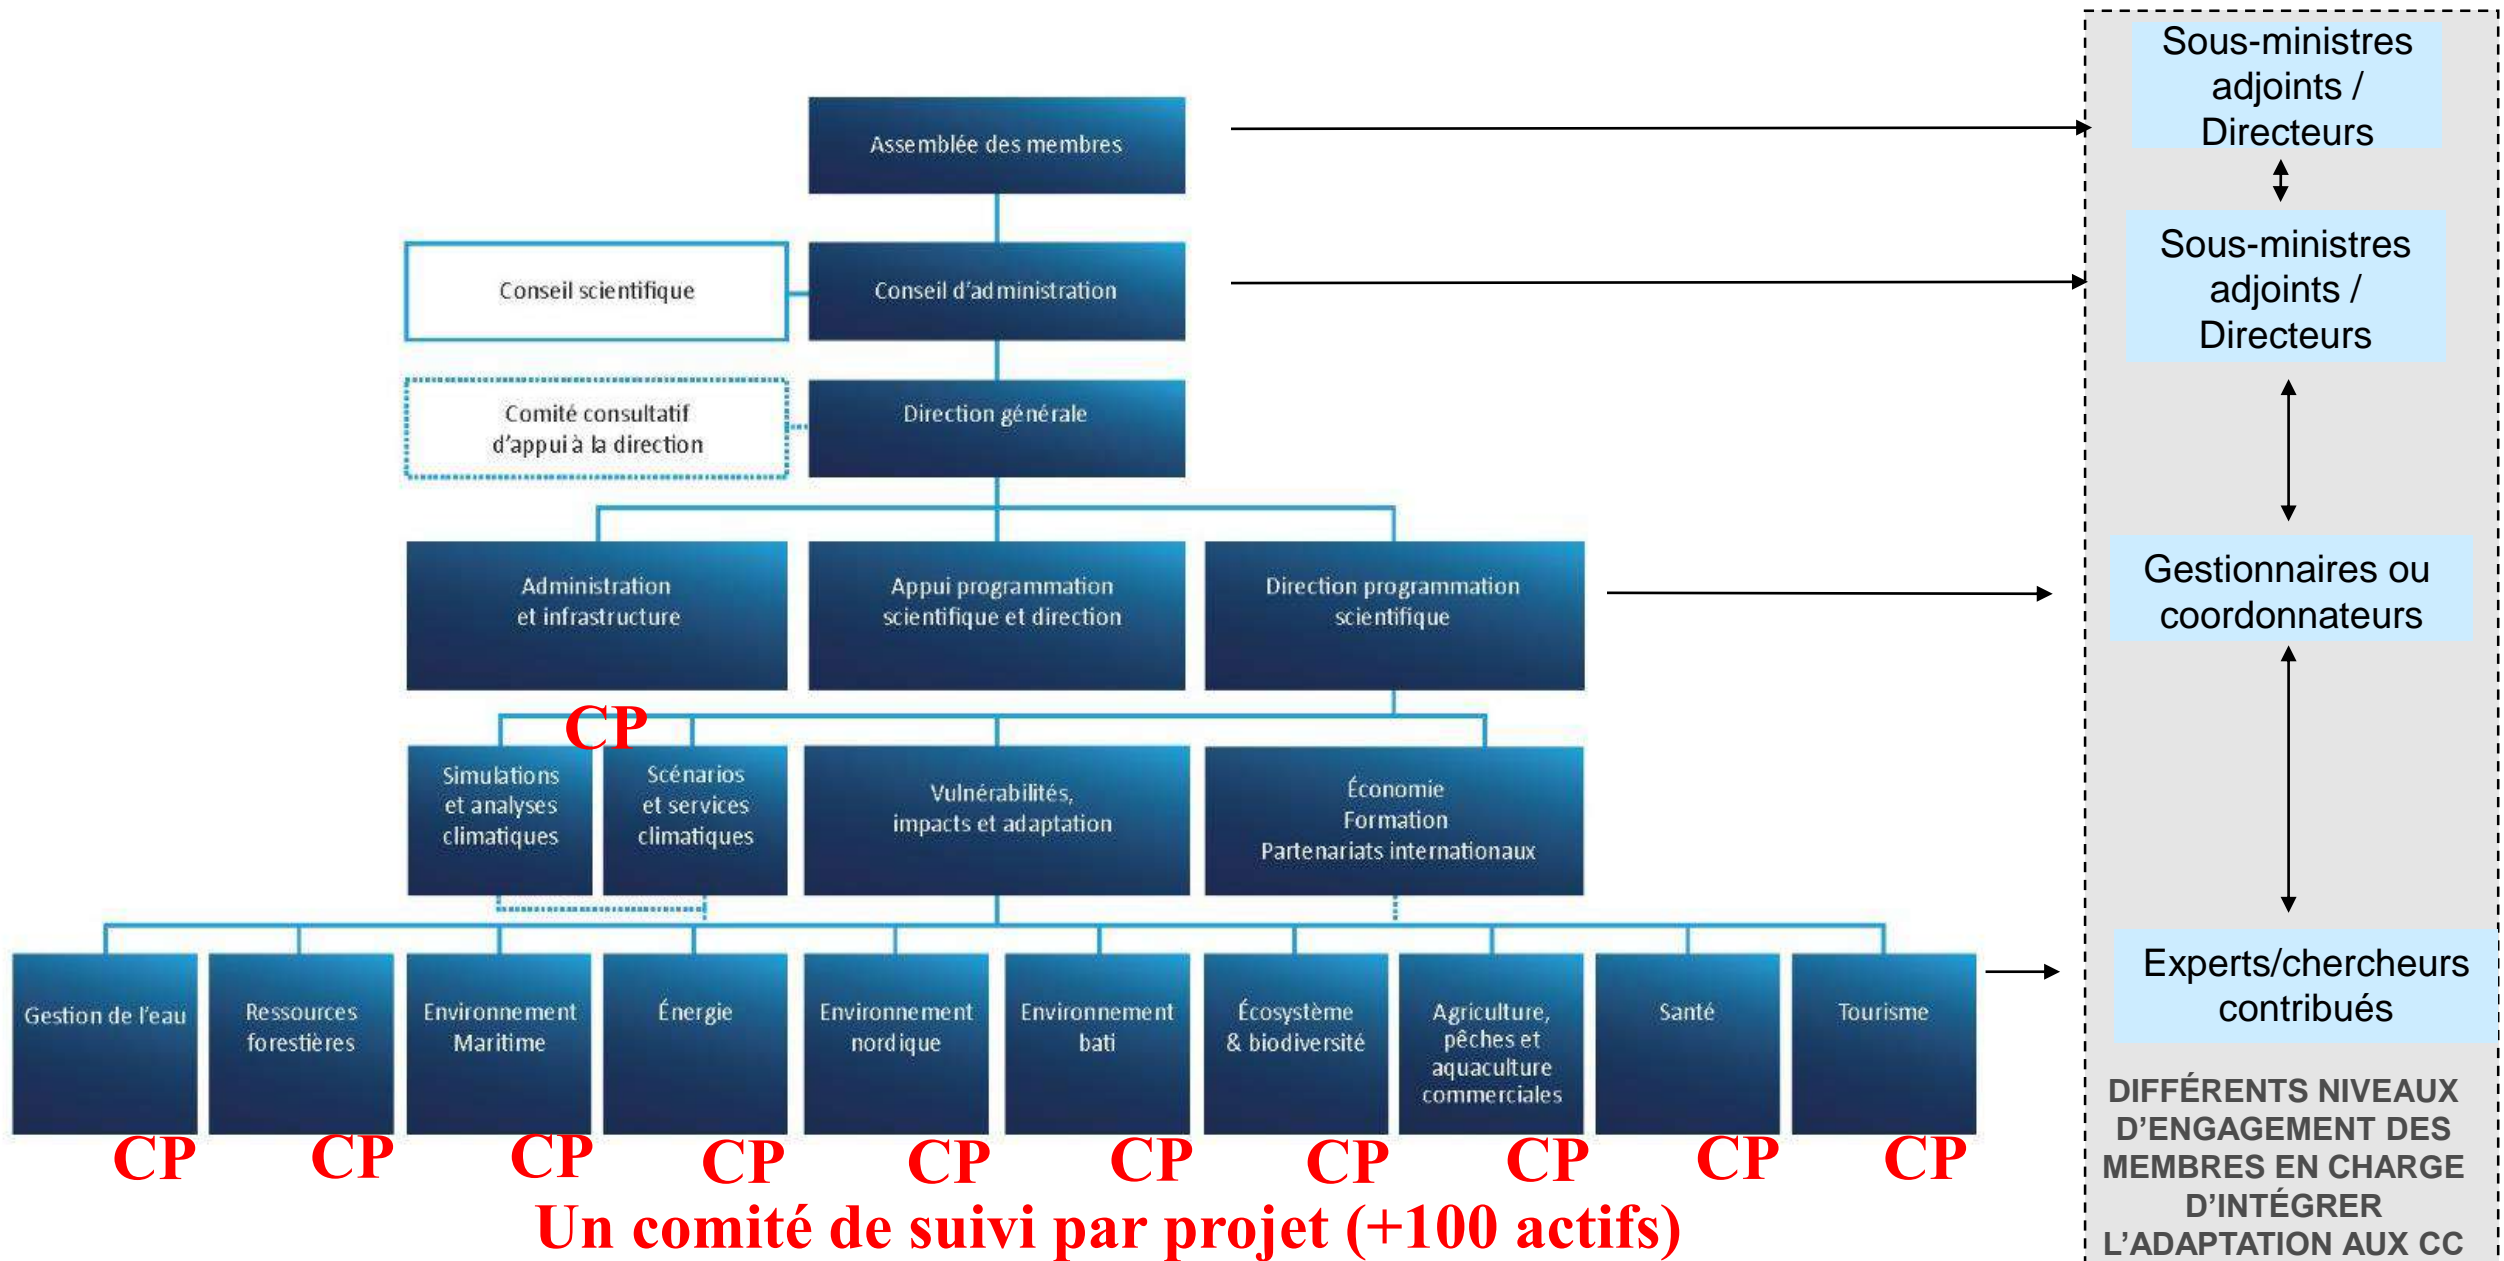 Sous-ministres
adjoints /
Directeurs
Assemblée des membres
Sous-ministres
adjoints /
Directeurs
Conseil scientifique
Conseil d'administration
Comité consultatif
d'appui à la direction
Direction générale
Administration
et infrastructure
Appui programmation
scientifique et direction
Direction programmation
scientifique
Gestionnaires ou
coordonnateurs
CP
Simulations
et analyses
climatiques
Scénarios
et services
climatiques
Vulnérabilités,
impacts et adaptation
Économie
Formation
Partenariats internationaux
Experts/chercheurs
contribués
Gestion de l'eau
Ressources
forestières
Environnement
Maritime
Énergie
Environnement
nordique
Environnement
bati
Écosystème
& biodiversité
Agriculture,
pêches et
aquaculture
commerciales
Santé
Tourisme
CP
CP
CP
CP
CP
CP
CP
CP
CP
CP
Un comité de suivi par projet (+100 actifs)
DIFFÉRENTS NIVEAUX
D'ENGAGEMENT DES
MEMBRES EN CHARGE
D'INTÉGRER
L'ADAPTATION AUX CC